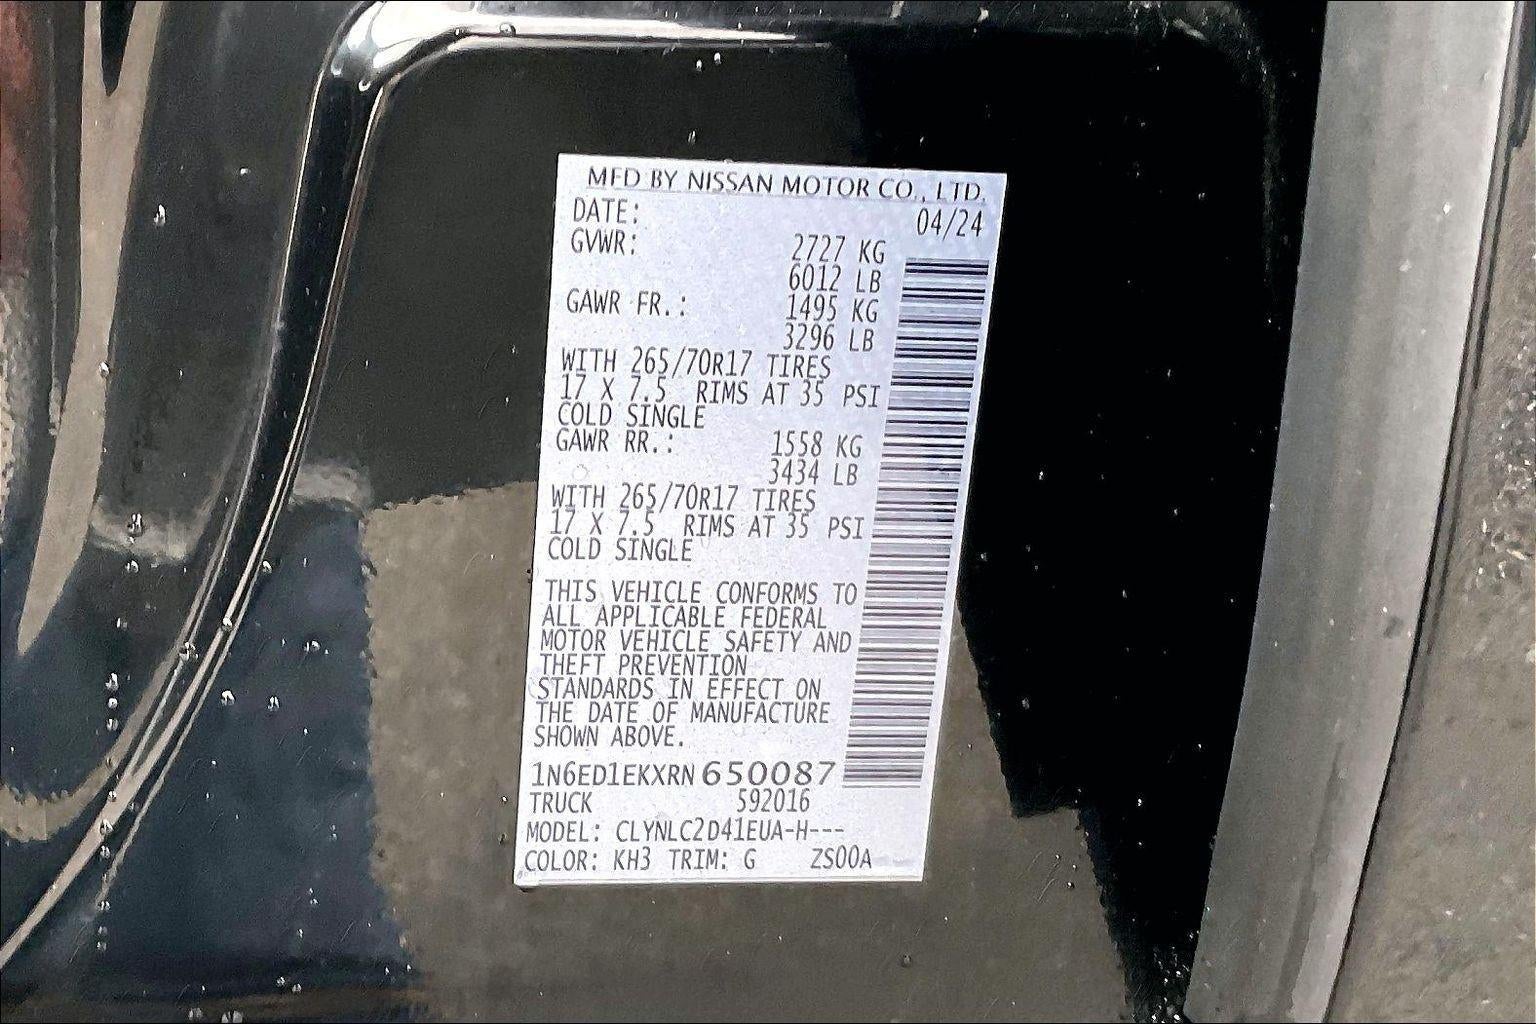 MFD BY NISSAN MOTOR CO., LTD.
DATE: 04/24
GVWR: 2727 KG
6012 LB
GAWR FR.: 1495 KG
3296 LB
WITH 265/70R17 TIRES
17 X 7.5 RIMS AT 35 PSI
COLD SINGLE
GAWR RR.: 1558 KG
3434 LB
WITH 265/70R17 TIRES
17 X 7.5 RIMS AT 35 PSI
COLD SINGLE
THIS VEHICLE CONFORMS TO
ALL APPLICABLE FEDERAL
MOTOR VEHICLE SAFETY AND
THEFT PREVENTION
STANDARDS IN EFFECT ON
THE DATE OF MANUFACTURE
SHOWN ABOVE.
1N6ED1EKXRN650087
TRUCK 592016
MODEL: CLYNLC2D41EUA-H---
COLOR: KH3 TRIM: G ZS00A